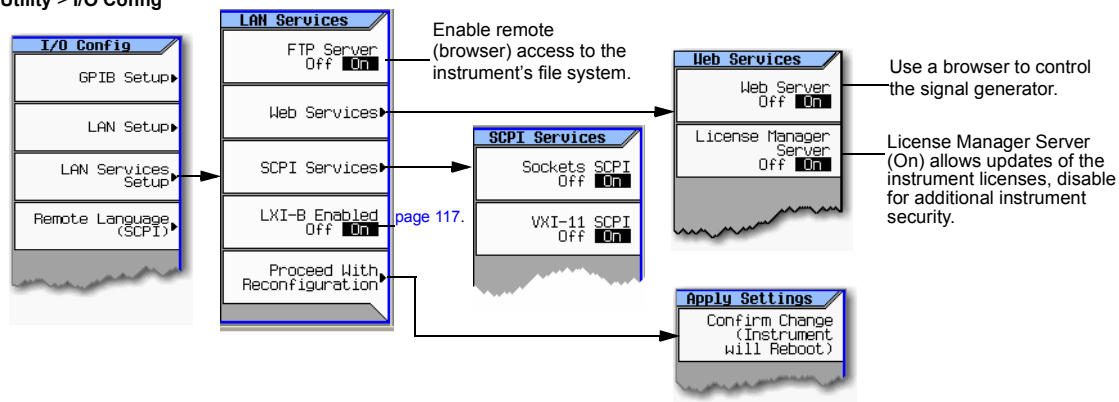 Utility > I/O Config
I/O Config
GPIB Setup
LAN Setup
LAN Services
Setup
Remote Language
(SCPI)
LAN Services
FTP Server
Off On
Web Services
SCPI Services
LXI-B Enabled
Off On
Proceed With
Reconfiguration
Enable remote
(browser) access to the
instrument's file system.
page 117.
SCPI Services
Sockets SCPI
Off On
VXI-11 SCPI
Off On
Web Services
Web Server
Off On
License Manager
Server
Off On
Use a browser to control
the signal generator.
License Manager Server
(On) allows updates of the
instrument licenses, disable
for additional instrument
security.
Apply Settings
Confirm Change
(Instrument
will Reboot)